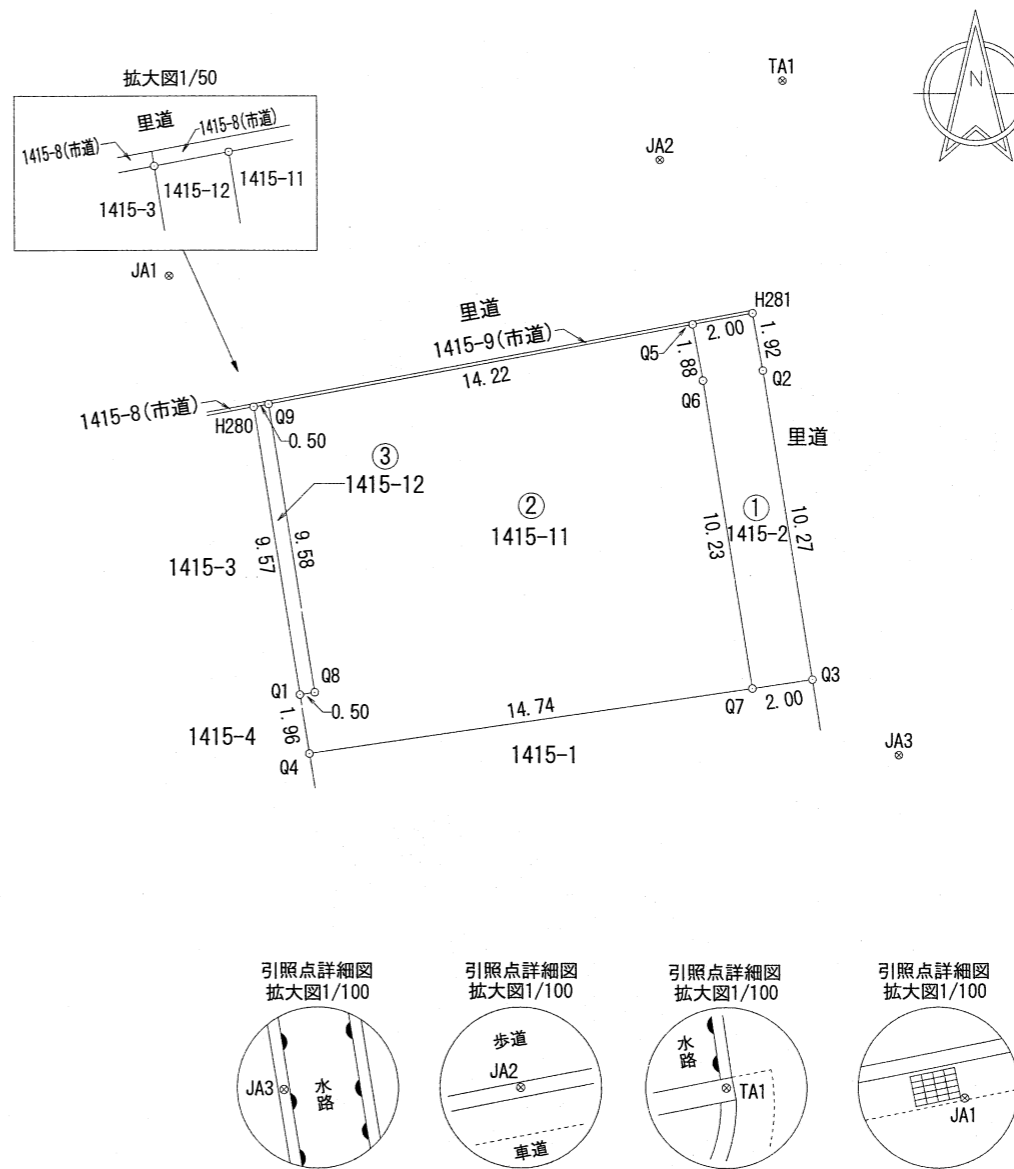 拡大図1/50
里道
1415-8(市道)
1415-8(市道)
1415-12
1415-11
1415-3
TA1
N
JA2
JA1
里道
H281
1415-9(市道)
Q5
2.00
1.92
14.22
1.88
Q2
Q6
1415-8(市道)
H280
Q9
0.50
里道
③
1415-12
②
1415-11
①
1415-2
10.23
10.27
1415-3
9.57
9.58
Q1
Q8
Q3
0.50
14.74
Q7
2.00
1415-4
1.96
Q4
1415-1
JA3
引照点詳細図
拡大図1/100
JA3
水路
引照点詳細図
拡大図1/100
歩道
JA2
車道
引照点詳細図
拡大図1/100
水路
TA1
引照点詳細図
拡大図1/100
JA1